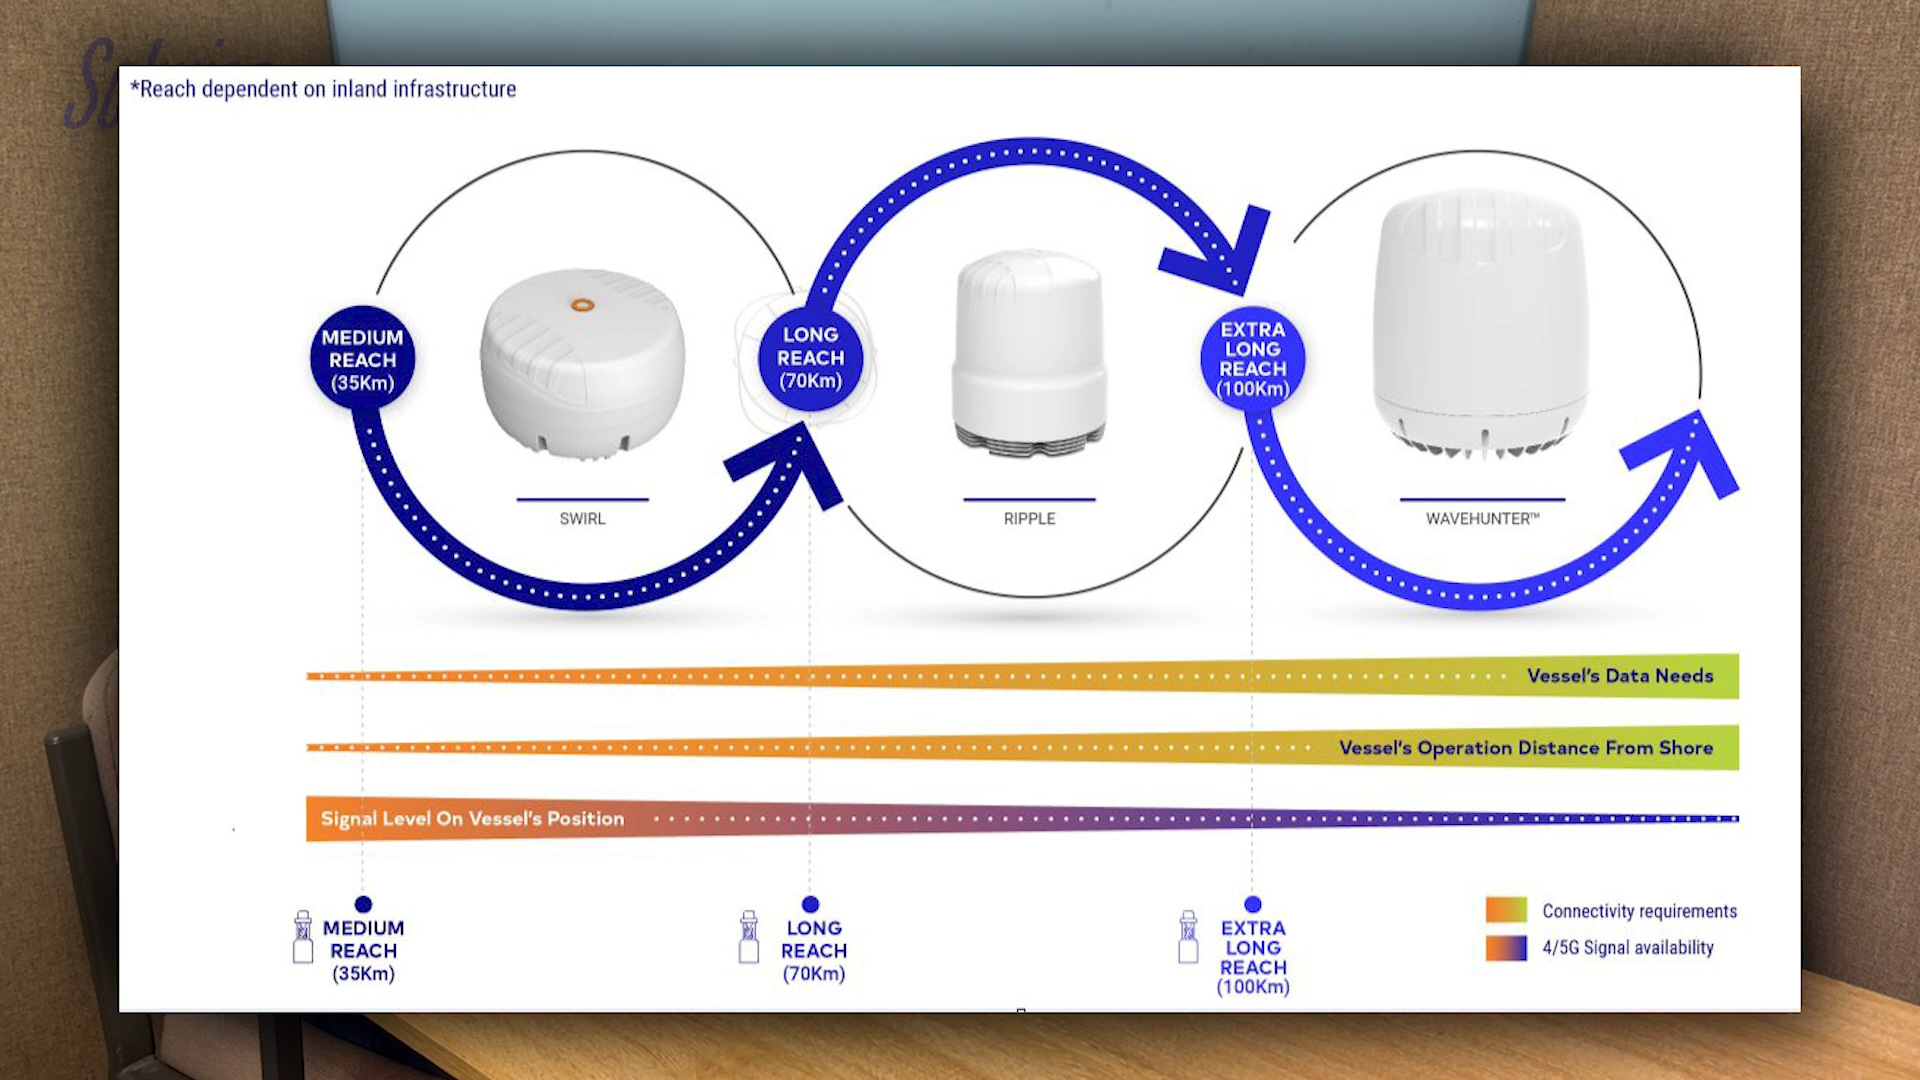 *Reach dependent on inland infrastructure
MEDIUM
REACH
(35Km)
LONG
REACH
(70Km)
EXTRA
LONG
REACH
(100Km)
SWIRL
RIPPLE
WAVEHUNTER™
Vessel's Data Needs
Vessel's Operation Distance From Shore
Signal Level On Vessel's Position
MEDIUM
REACH
(35Km)
LONG
REACH
(70Km)
EXTRA
LONG
REACH
(100Km)
Connectivity requirements
4/5G Signal availability